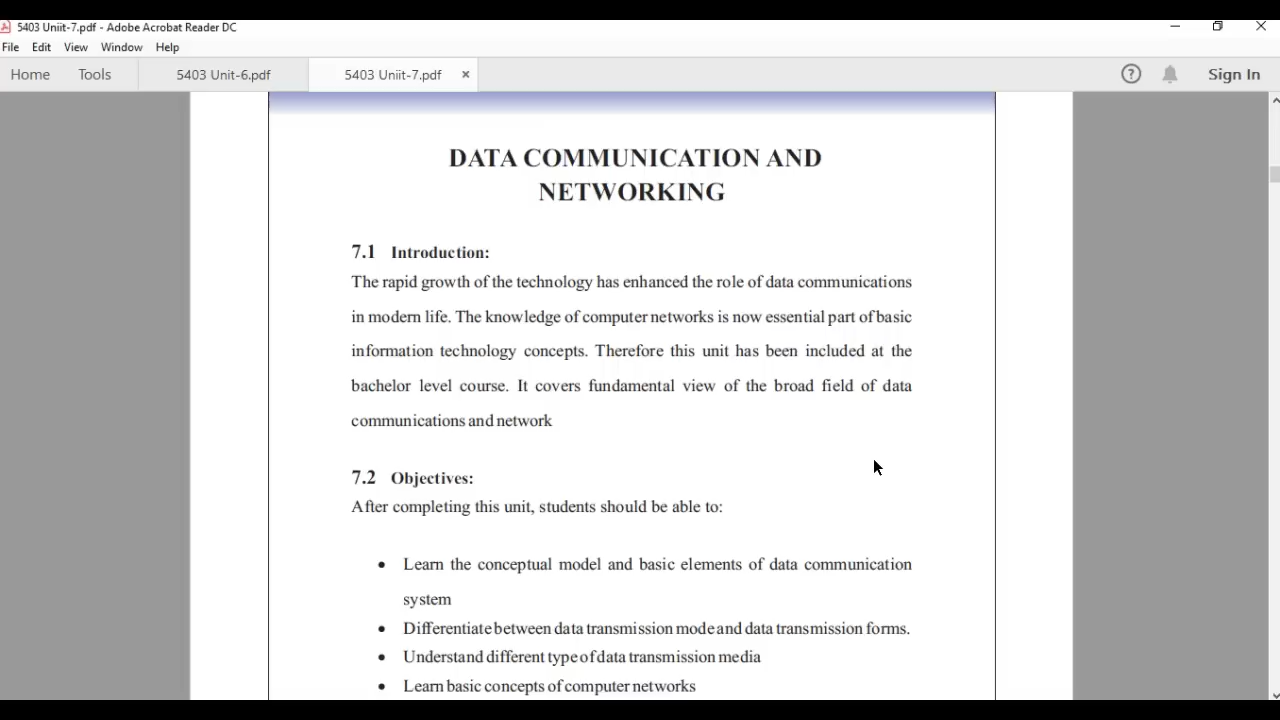 5403 Uniit-7.pdf - Adobe Acrobat Reader DC
File Edit View Window Help
Home Tools 5403 Unit-6.pdf 5403 Uniit-7.pdf × ? Sign In
DATA COMMUNICATION AND
NETWORKING
7.1 Introduction:
The rapid growth of the technology has enhanced the role of data communications
in modern life. The knowledge of computer networks is now essential part of basic
information technology concepts. Therefore this unit has been included at the
bachelor level course. It covers fundamental view of the broad field of data
communications and network
7.2 Objectives:
After completing this unit, students should be able to:
• Learn the conceptual model and basic elements of data communication
system
• Differentiate between data transmission mode and data transmission forms.
• Understand different type of data transmission media
• Learn basic concepts of computer networks